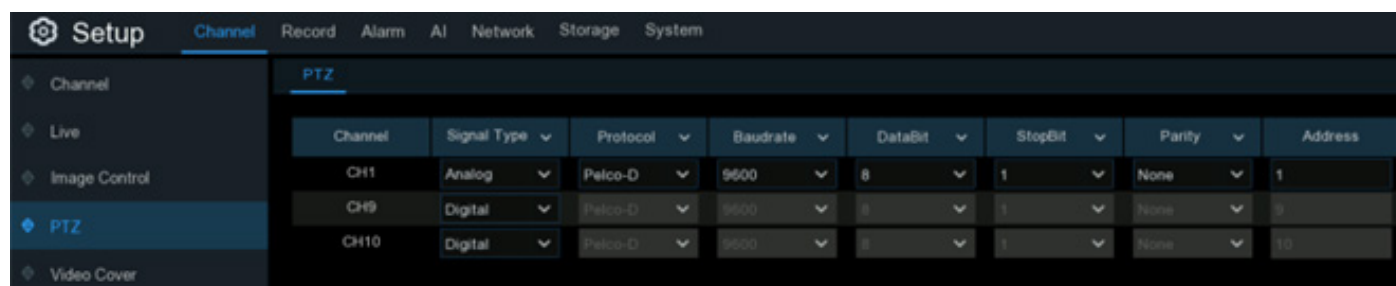 Setup Channel Record Alarm AI Network Storage System
Channel
PTZ
Live
Image Control
PTZ
Video Cover
Channel Signal Type Protocol Baudrate DataBit StopBit Parity Address
CH1 Analog Pelco-D 9600 8 1 None 1
CH9 Digital Pelco-D 9600 8 1 None 9
CH10 Digital Pelco-D 9600 8 1 None 10